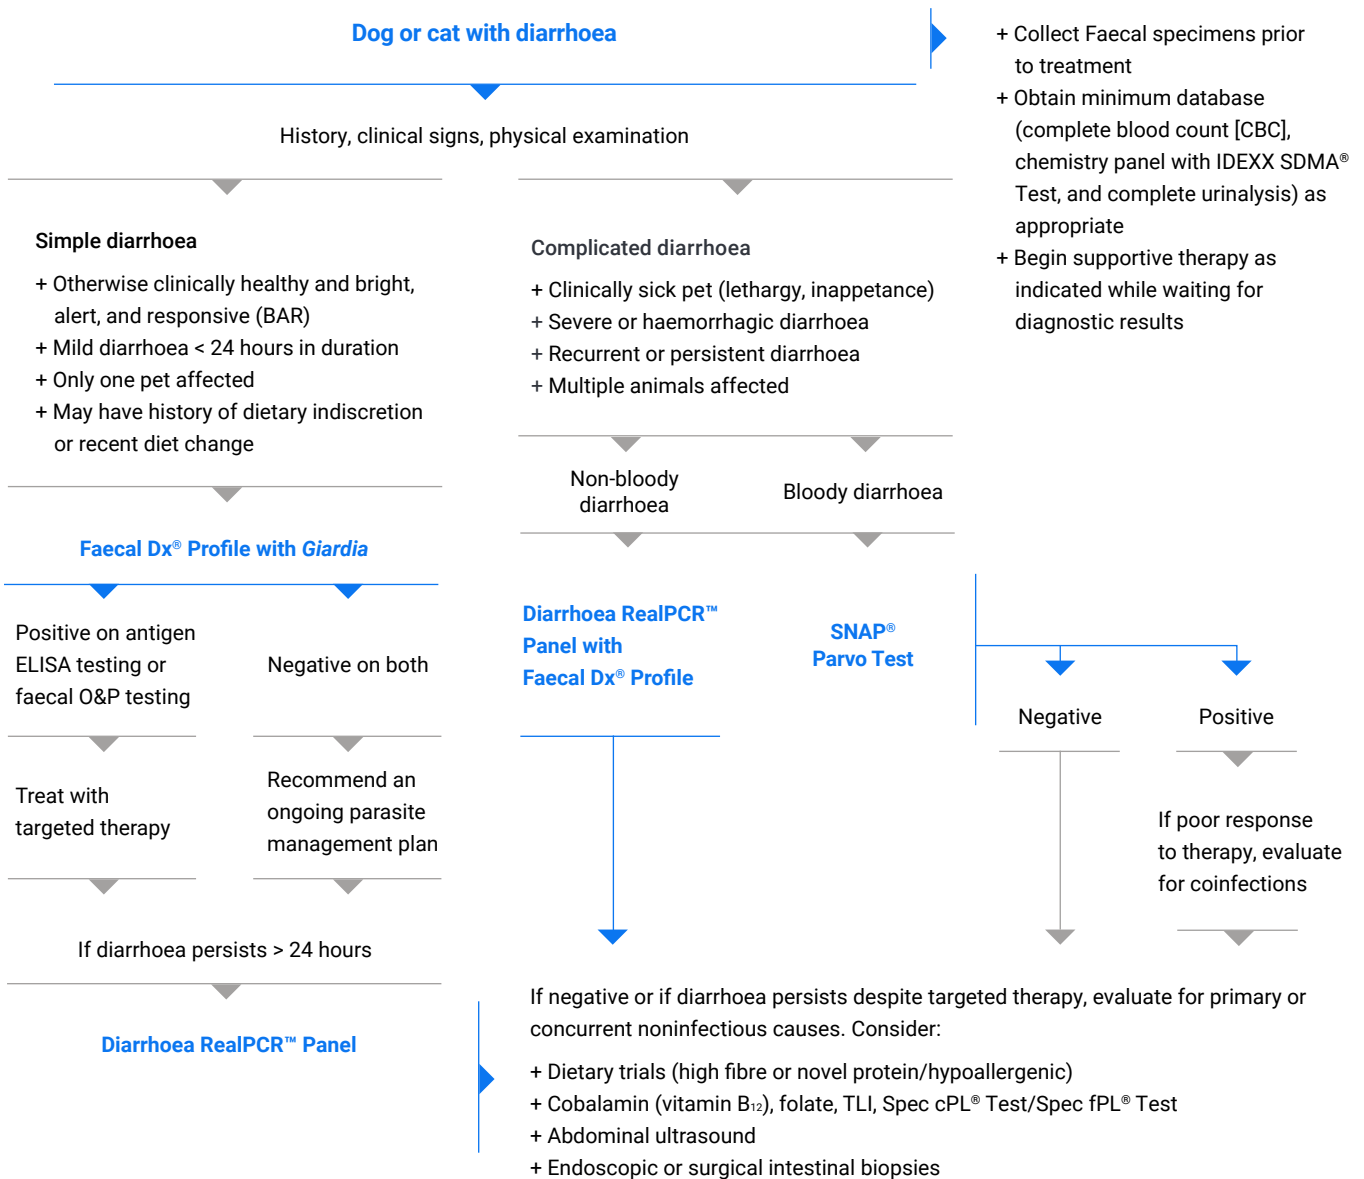 Dog or cat with diarrhoea
+ Collect Faecal specimens prior
to treatment
+ Obtain minimum database
(complete blood count [CBC],
chemistry panel with IDEXX SDMA®
Test, and complete urinalysis) as
appropriate
+ Begin supportive therapy as
indicated while waiting for
diagnostic results
History, clinical signs, physical examination
Simple diarrhoea
+ Otherwise clinically healthy and bright,
alert, and responsive (BAR)
+ Mild diarrhoea < 24 hours in duration
+ Only one pet affected
+ May have history of dietary indiscretion
or recent diet change
Complicated diarrhoea
+ Clinically sick pet (lethargy, inappetance)
+ Severe or haemorrhagic diarrhoea
+ Recurrent or persistent diarrhoea
+ Multiple animals affected
Non-bloody
diarrhoea
Bloody diarrhoea
Faecal Dx® Profile with Giardia
Positive on antigen
ELISA testing or
faecal O&P testing
Negative on both
Diarrhoea RealPCR™
Panel with
Faecal Dx® Profile
SNAP®
Parvo Test
Negative
Positive
Treat with
targeted therapy
Recommend an
ongoing parasite
management plan
If poor response
to therapy, evaluate
for coinfections
If diarrhoea persists > 24 hours
Diarrhoea RealPCR™ Panel
If negative or if diarrhoea persists despite targeted therapy, evaluate for primary or
concurrent noninfectious causes. Consider:
+ Dietary trials (high fibre or novel protein/hypoallergenic)
+ Cobalamin (vitamin B₁₂), folate, TLI, Spec cPL® Test/Spec fPL® Test
+ Abdominal ultrasound
+ Endoscopic or surgical intestinal biopsies